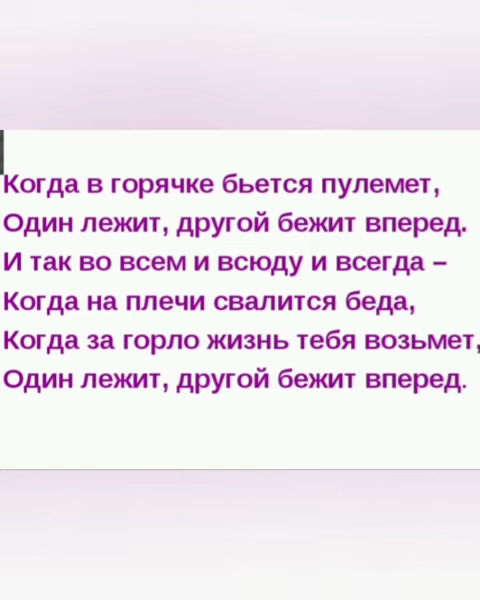 Когда в горячке бьется пулемет,
Один лежит, другой бежит вперед.
И так во всем и всюду и всегда –
Когда на плечи свалится беда,
Когда за горло жизнь тебя возьмет,
Один лежит, другой бежит вперед.